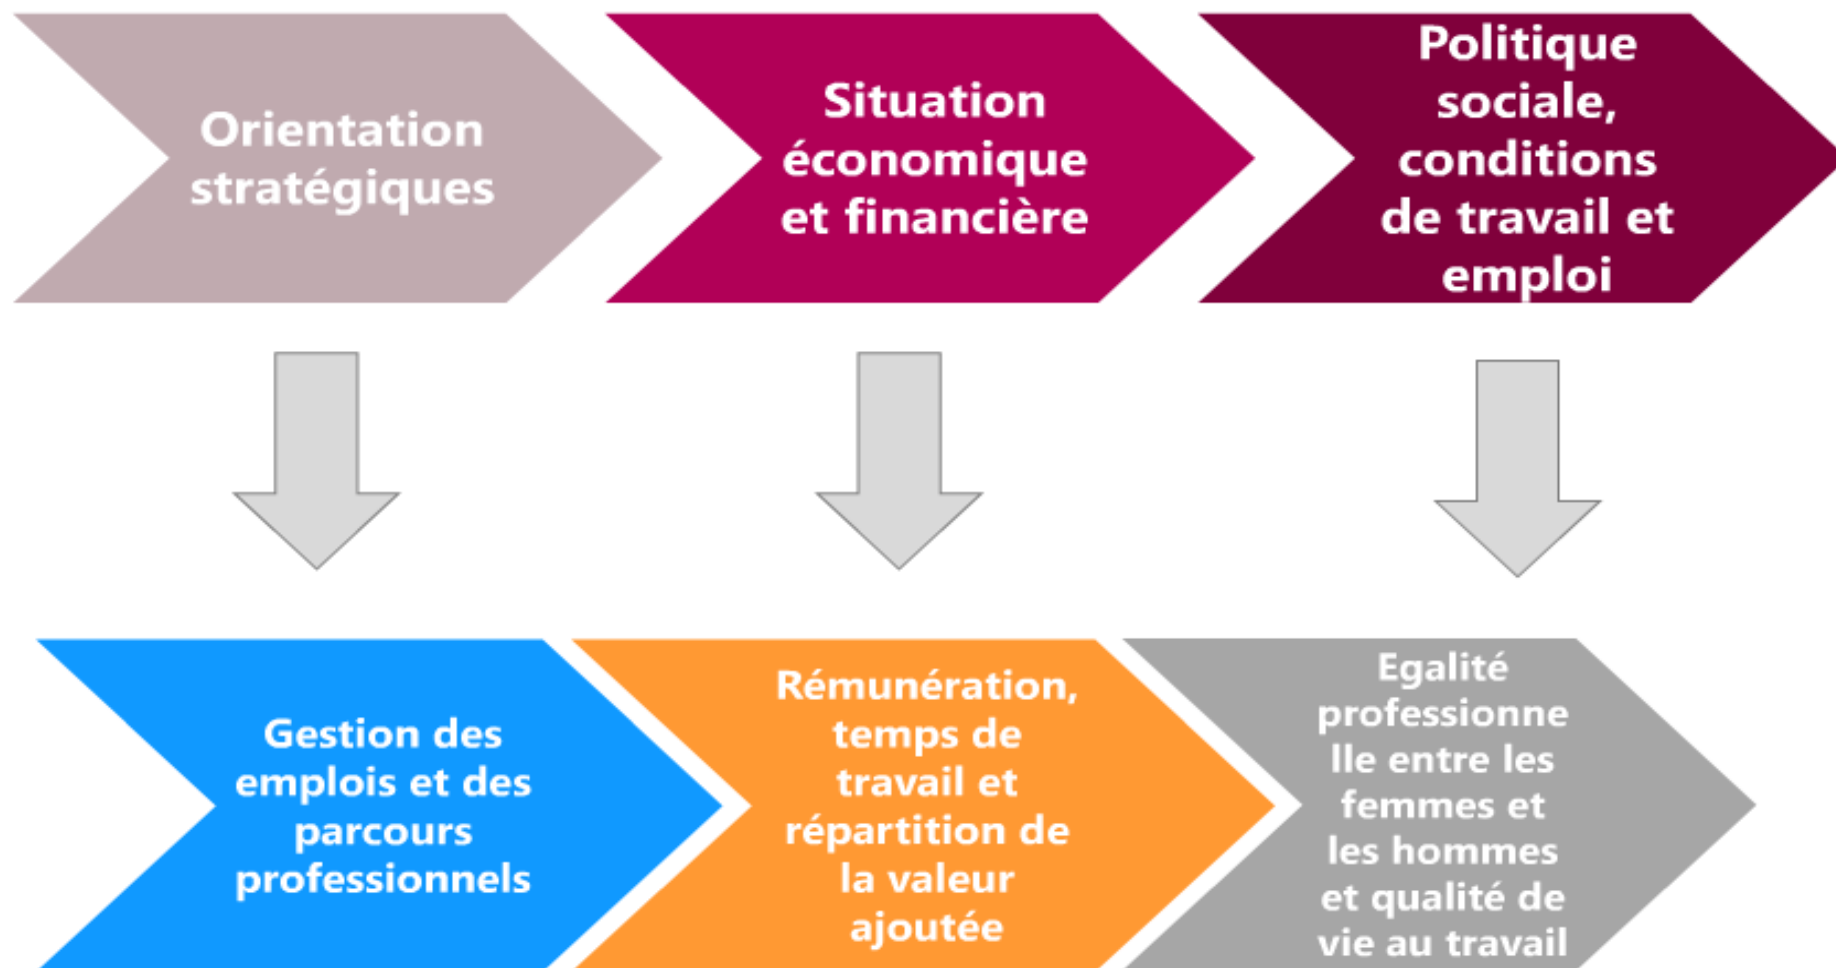 Orientation
stratégiques
Situation
économique
et financière
Politique
sociale,
conditions
de travail et
emploi
Gestion des
emplois et des
parcours
professionnels
Rémunération,
temps de
travail et
répartition de
la valeur
ajoutée
Egalité
professionne
lle entre les
femmes et
les hommes
et qualité de
vie au travail